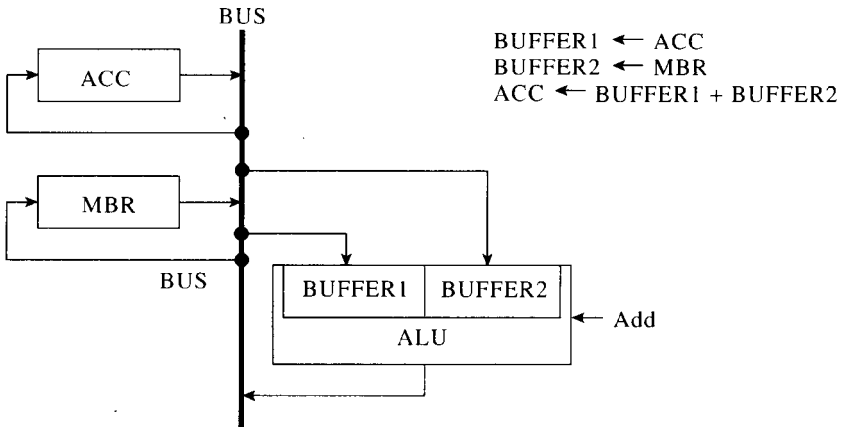 BUS
BUFFER1 ← ACC
BUFFER2 ← MBR
ACC ← BUFFER1 + BUFFER2
ACC
MBR
BUS
BUFFER1
BUFFER2
Add
ALU